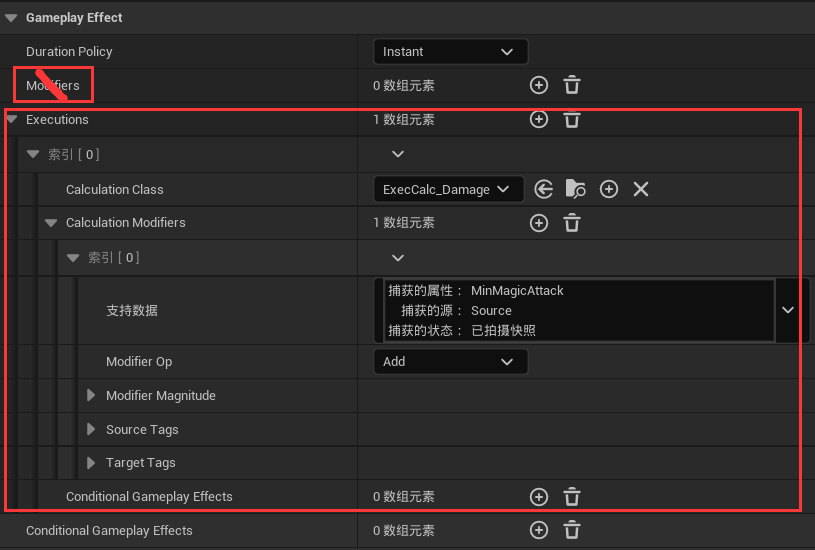 Gameplay Effect
Duration Policy Instant
Modifiers 0 数组元素
Executions 1 数组元素
索引 [ 0 ]
Calculation Class ExecCalc_Damage
Calculation Modifiers 1 数组元素
索引 [ 0 ]
支持数据
捕获的属性： MinMagicAttack
捕获的源： Source
捕获的状态： 已拍摄快照
Modifier Op Add
Modifier Magnitude
Source Tags
Target Tags
Conditional Gameplay Effects 0 数组元素
Conditional Gameplay Effects 0 数组元素